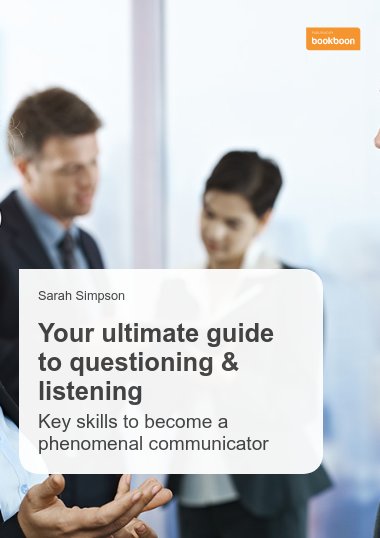 bookboon
Sarah Simpson
Your ultimate guide
to questioning &
listening
Key skills to become a
phenomenal communicator